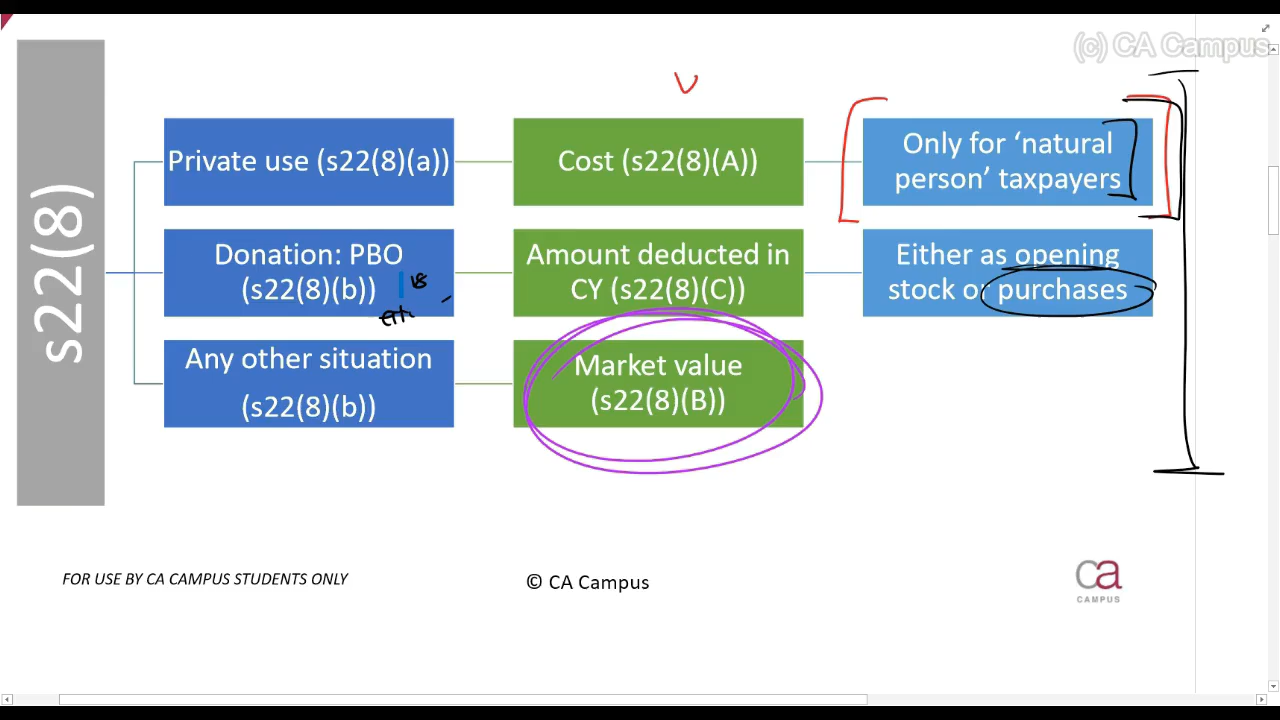 (c) CA Campus
s22(8)
Private use (s22(8)(a))
Cost (s22(8)(A))
Only for ‘natural
person’ taxpayers
Donation: PBO
(s22(8)(b))
18
Amount deducted in
CY (s22(8)(C))
Either as opening
stock or purchases
Any other situation
(s22(8)(b))
Market value
(s22(8)(B))
FOR USE BY CA CAMPUS STUDENTS ONLY
© CA Campus
ca
CAMPUS